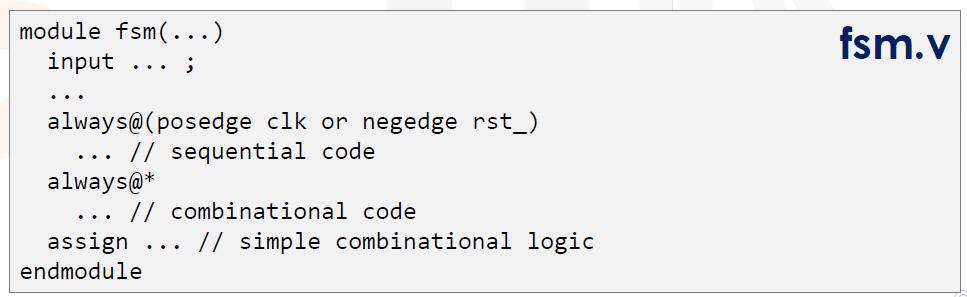 module fsm(...)
fsm.v
  input ... ;
  ...
  always@(posedge clk or negedge rst_)
    ... // sequential code
  always@*
    ... // combinational code
  assign ... // simple combinational logic
endmodule